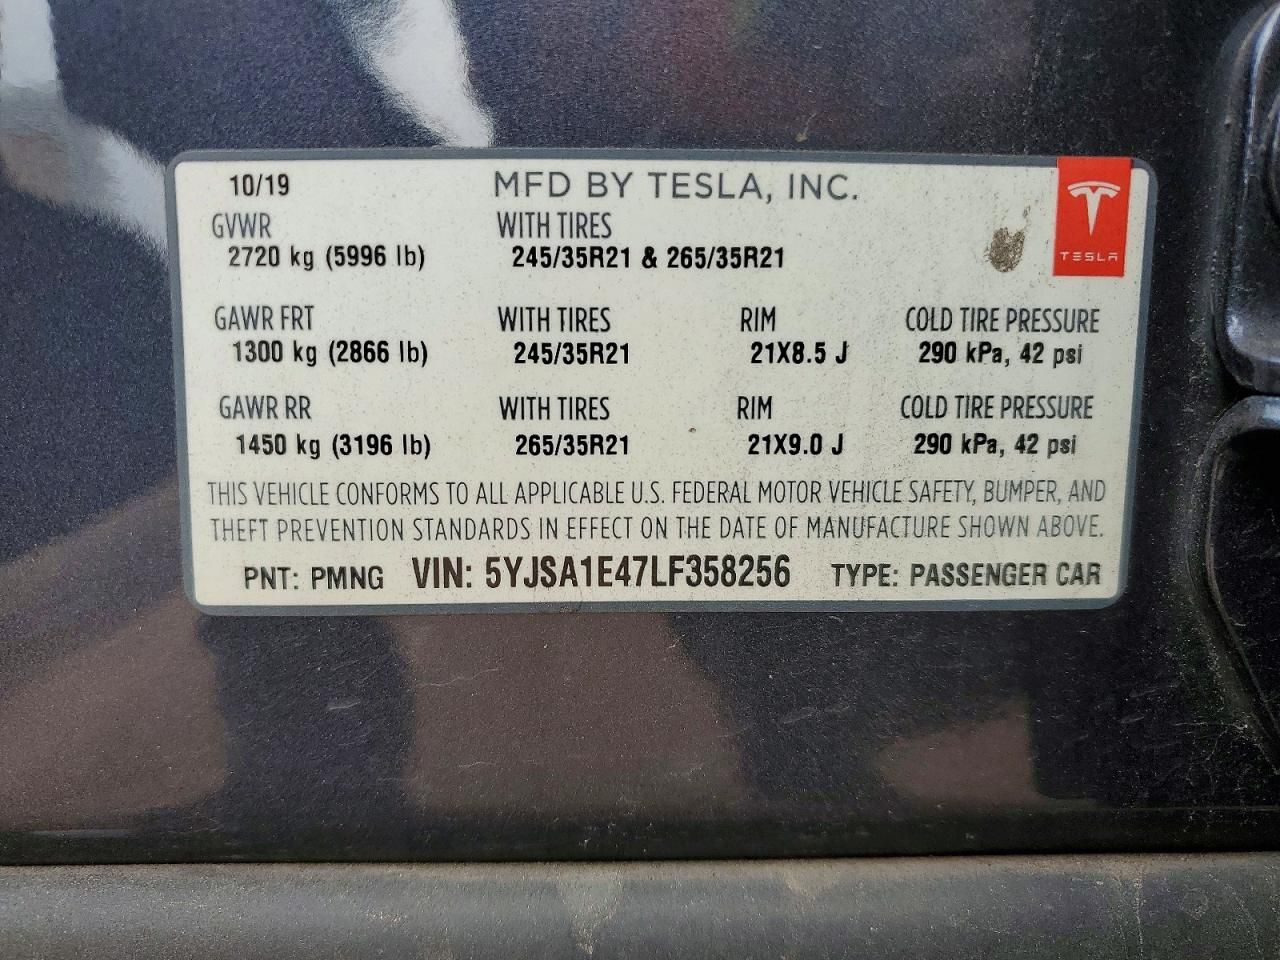 10/19 MFD BY TESLA, INC.
GVWR WITH TIRES
2720 kg (5996 lb) 245/35R21 & 265/35R21
TESLA
GAWR FRT WITH TIRES RIM COLD TIRE PRESSURE
1300 kg (2866 lb) 245/35R21 21X8.5 J 290 kPa, 42 psi
GAWR RR WITH TIRES RIM COLD TIRE PRESSURE
1450 kg (3196 lb) 265/35R21 21X9.0 J 290 kPa, 42 psi
THIS VEHICLE CONFORMS TO ALL APPLICABLE U.S. FEDERAL MOTOR VEHICLE SAFETY, BUMPER, AND
THEFT PREVENTION STANDARDS IN EFFECT ON THE DATE OF MANUFACTURE SHOWN ABOVE.
PNT: PMNG VIN: 5YJSA1E47LF358256 TYPE: PASSENGER CAR